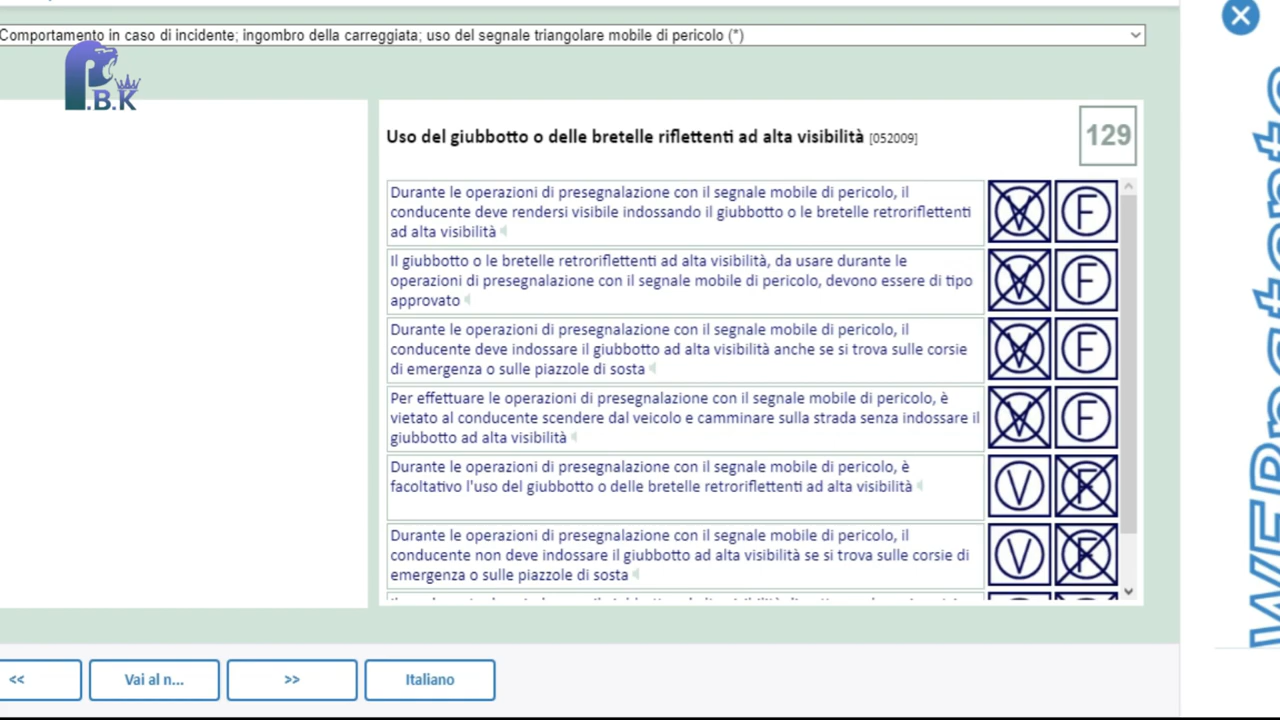 Comportamento in caso di incidente; ingombro della carreggiata; uso del segnale triangolare mobile di pericolo (*)
.B.K
Uso del giubbotto o delle bretelle riflettenti ad alta visibilità [052009]
129
Durante le operazioni di presegnalazione con il segnale mobile di pericolo, il
conducente deve rendersi visibile indossando il giubbotto o le bretelle retroriflettenti
ad alta visibilità
V F
Il giubbotto o le bretelle retroriflettenti ad alta visibilità, da usare durante le
operazioni di presegnalazione con il segnale mobile di pericolo, devono essere di tipo
approvato
V F
Durante le operazioni di presegnalazione con il segnale mobile di pericolo, il
conducente deve indossare il giubbotto ad alta visibilità anche se si trova sulle corsie
di emergenza o sulle piazzole di sosta
V F
Per effettuare le operazioni di presegnalazione con il segnale mobile di pericolo, è
vietato al conducente scendere dal veicolo e camminare sulla strada senza indossare il
giubbotto ad alta visibilità
V F
Durante le operazioni di presegnalazione con il segnale mobile di pericolo, è
facoltativo l'uso del giubbotto o delle bretelle retroriflettenti ad alta visibilità
V F
Durante le operazioni di presegnalazione con il segnale mobile di pericolo, il
conducente non deve indossare il giubbotto ad alta visibilità se si trova sulle corsie di
emergenza o sulle piazzole di sosta
V F
<< Vai al n... >> Italiano
WEBpatente